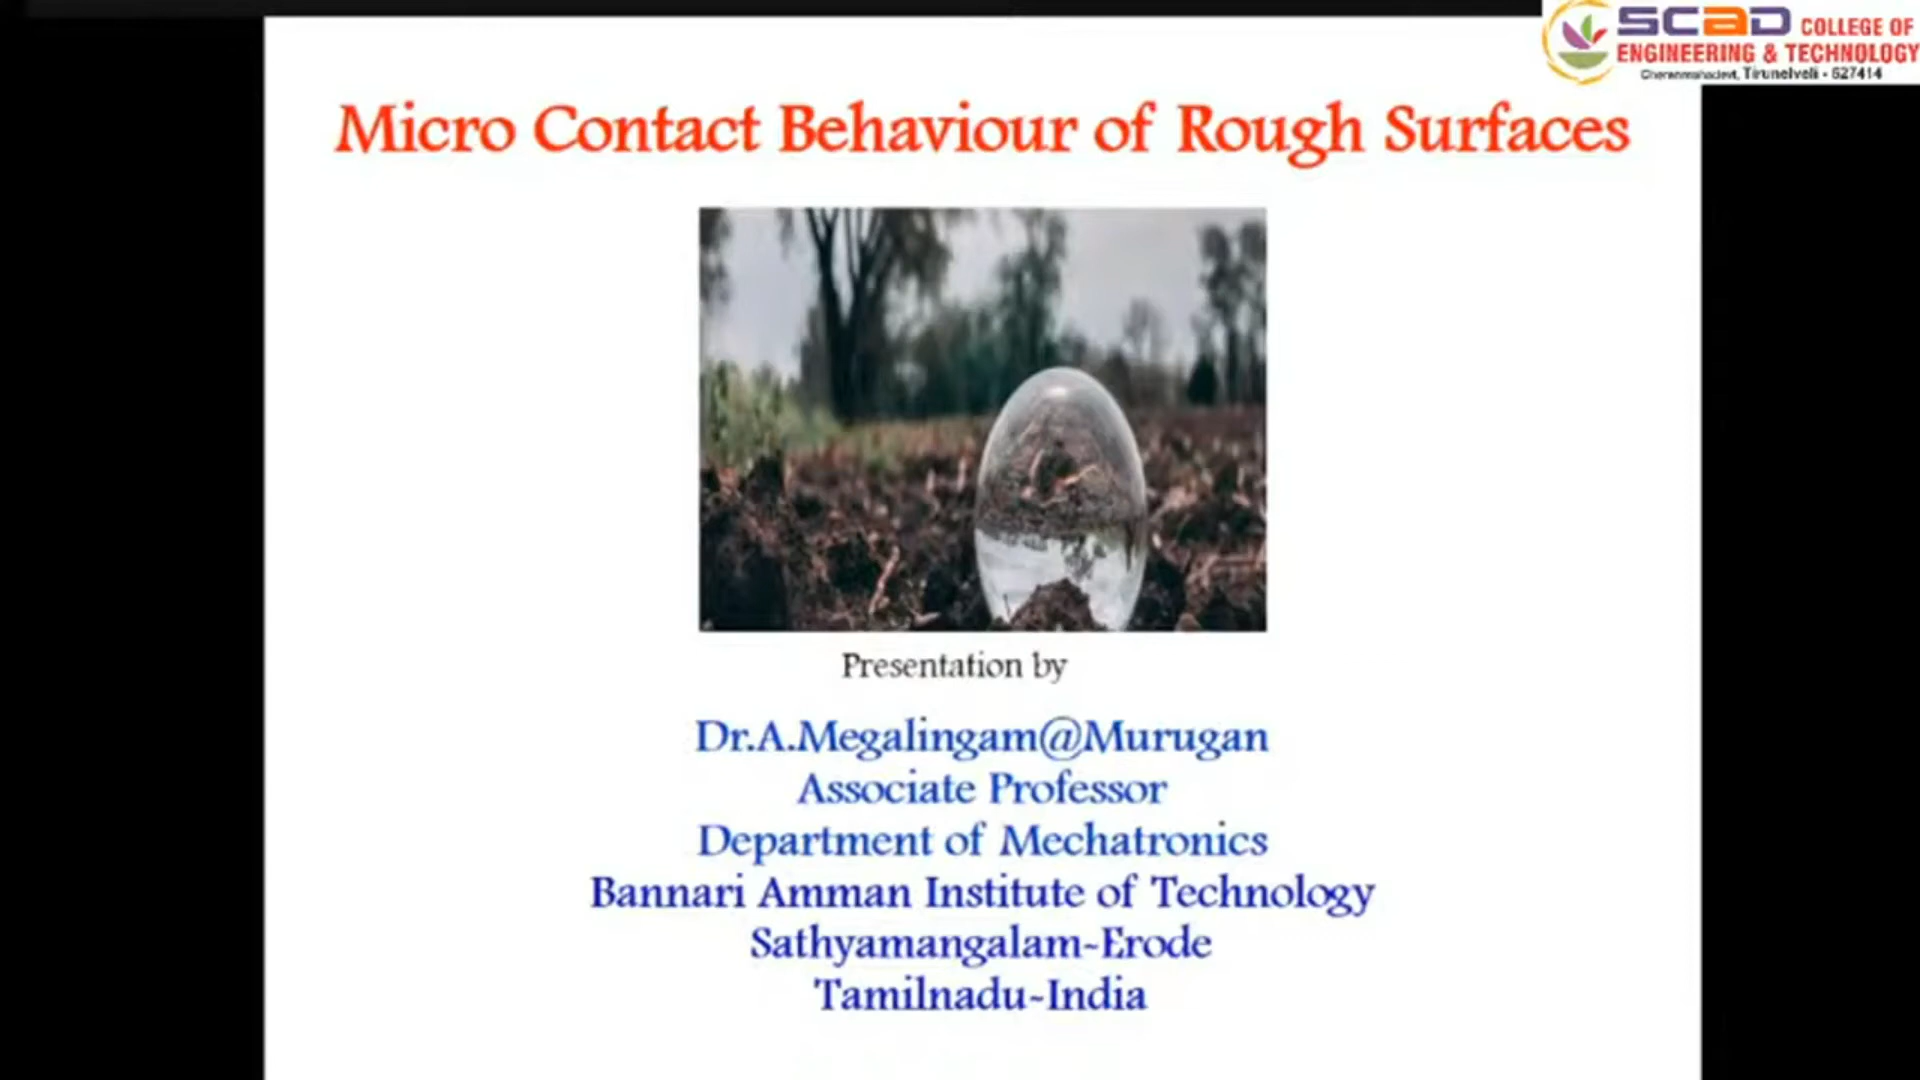 SCAD COLLEGE OF
ENGINEERING & TECHNOLOGY
Cheranmahadevi, Tirunelveli - 627414
Micro Contact Behaviour of Rough Surfaces
Presentation by
Dr.A.Megalingam@Murugan
Associate Professor
Department of Mechatronics
Bannari Amman Institute of Technology
Sathyamangalam-Erode
Tamilnadu-India